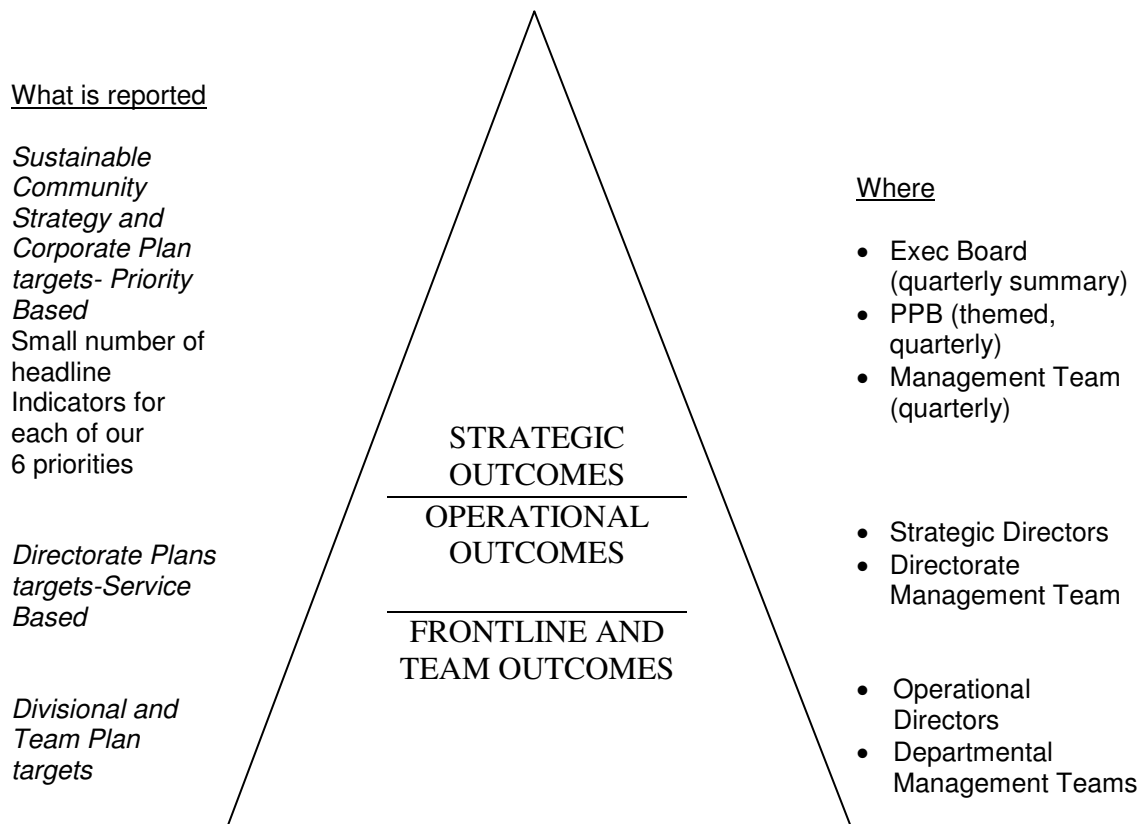 What is reported
Sustainable
Community
Strategy and
Corporate Plan
targets- Priority
Based
Small number of
headline
Indicators for
each of our
6 priorities
Directorate Plans
targets-Service
Based
Divisional and
Team Plan
targets
STRATEGIC
OUTCOMES
OPERATIONAL
OUTCOMES
FRONTLINE AND
TEAM OUTCOMES
Where
• Exec Board
(quarterly summary)
• PPB (themed,
quarterly)
• Management Team
(quarterly)
• Strategic Directors
• Directorate
Management Team
• Operational
Directors
• Departmental
Management Teams